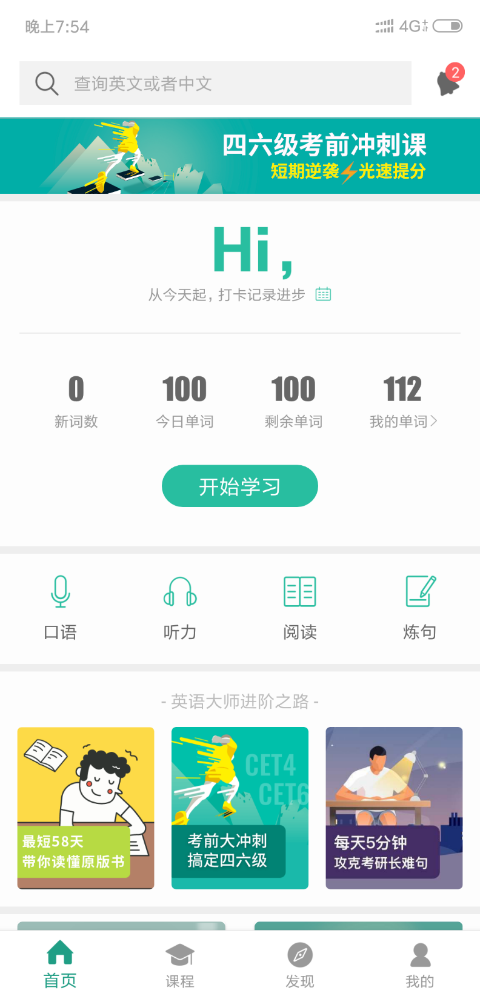 晚上7:54
4G+
查询英文或者中文
2
四六级考前冲刺课
短期逆袭⚡光速提分
Hi，
从今天起，打卡记录进步
0 100 100 112
新词数 今日单词 剩余单词 我的单词>
开始学习
口语 听力 阅读 炼句
- 英语大师进阶之路 -
最短58天
带你读懂原版书
CET4
CET6
考前大冲刺
搞定四六级
每天5分钟
攻克考研长难句
首页 课程 发现 我的